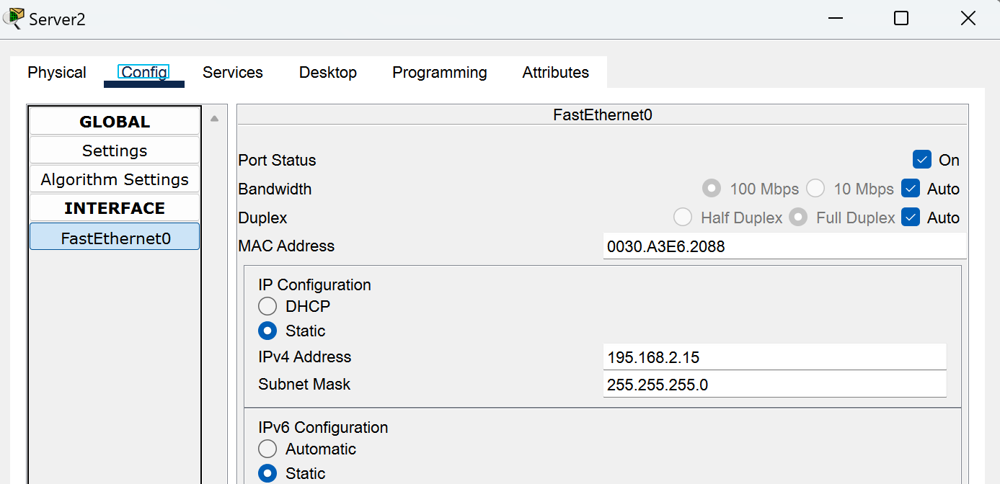 Server2
Physical Config Services Desktop Programming Attributes
GLOBAL
Settings
Algorithm Settings
INTERFACE
FastEthernet0
FastEthernet0
Port Status On
Bandwidth 100 Mbps 10 Mbps Auto
Duplex Half Duplex Full Duplex Auto
MAC Address 0030.A3E6.2088
IP Configuration
DHCP
Static
IPv4 Address 195.168.2.15
Subnet Mask 255.255.255.0
IPv6 Configuration
Automatic
Static